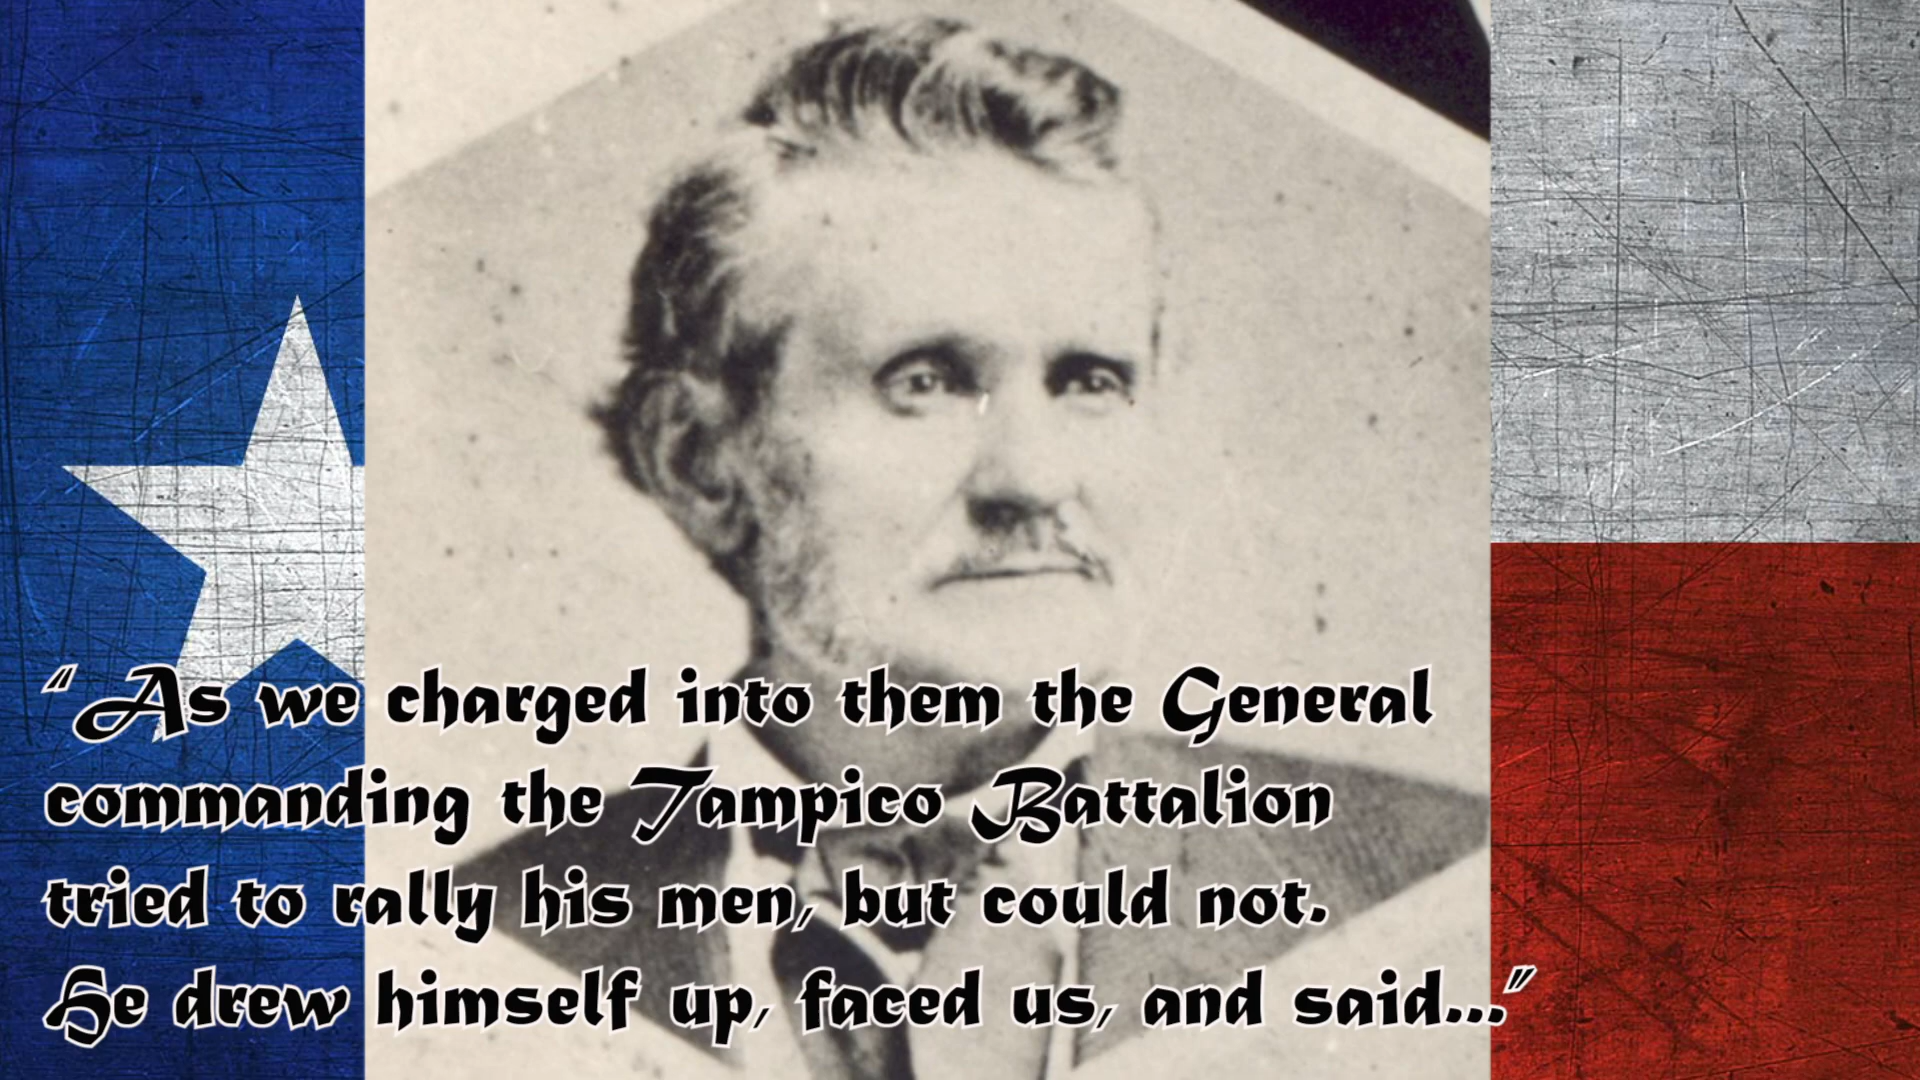 “As we charged into them the General
commanding the Tampico Battalion
tried to rally his men, but could not.
He drew himself up, faced us, and said...”